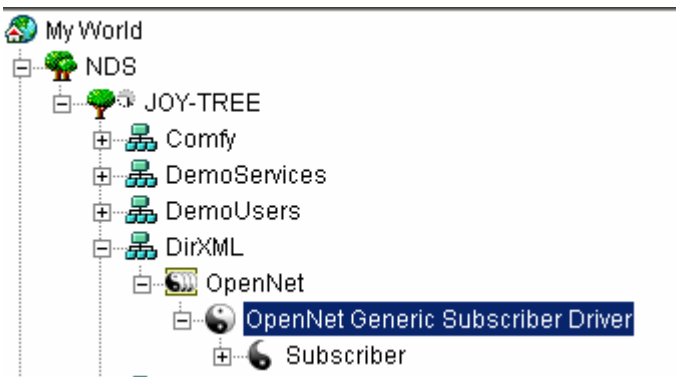 My World
NDS
JOY-TREE
Comfy
DemoServices
DemoUsers
DirXML
OpenNet
OpenNet Generic Subscriber Driver
Subscriber